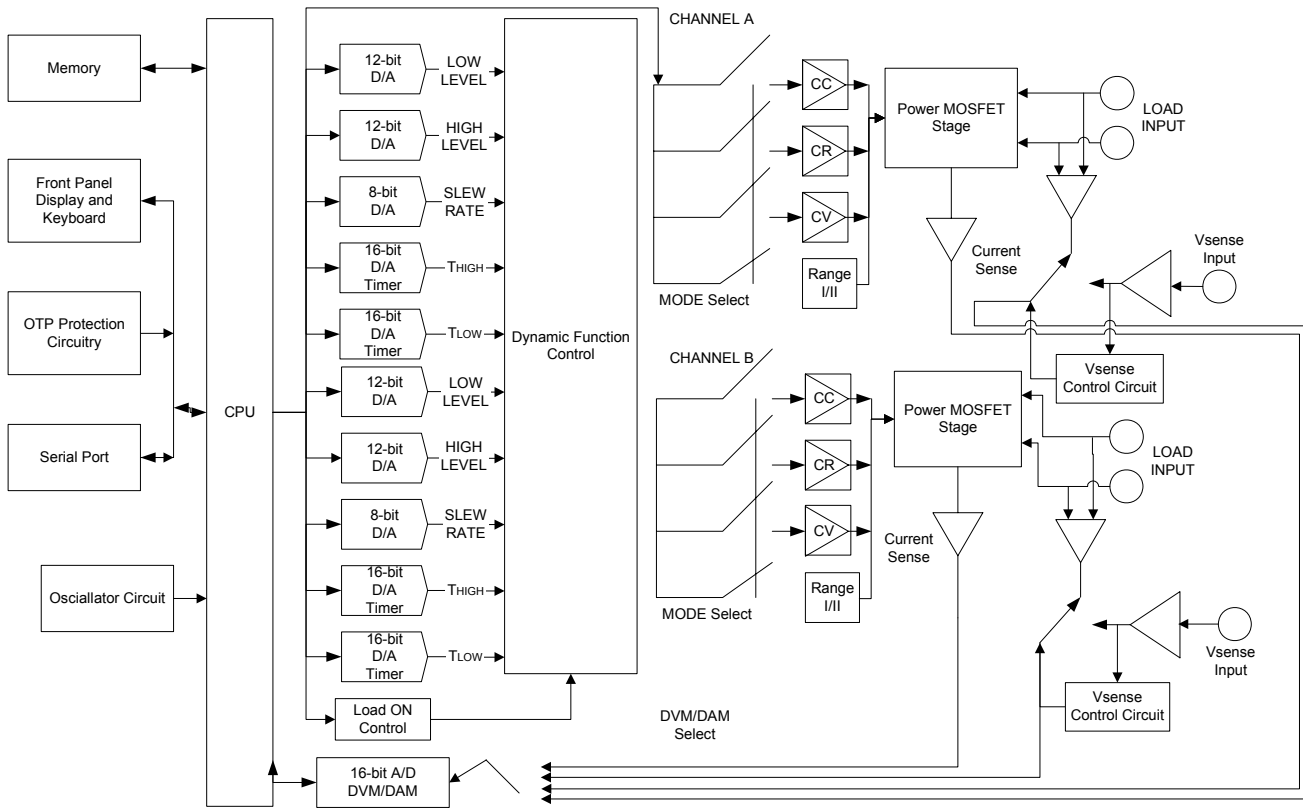 Memory
Front Panel
Display and
Keyboard
OTP Protection
Circuitry
Serial Port
Osciallator Circuit
CPU
12-bit
D/A
LOW
LEVEL
12-bit
D/A
HIGH
LEVEL
8-bit
D/A
SLEW
RATE
16-bit
D/A
Timer
THIGH
16-bit
D/A
Timer
TLOW
12-bit
D/A
LOW
LEVEL
12-bit
D/A
HIGH
LEVEL
8-bit
D/A
SLEW
RATE
16-bit
D/A
Timer
THIGH
16-bit
D/A
Timer
TLOW
Load ON
Control
16-bit A/D
DVM/DAM
Dynamic Function
Control
CHANNEL A
MODE Select
CC
CR
CV
Range
I/II
Power MOSFET
Stage
LOAD
INPUT
Current
Sense
Vsense
Input
Vsense
Control Circuit
CHANNEL B
MODE Select
CC
CR
CV
Range
I/II
Power MOSFET
Stage
LOAD
INPUT
Current
Sense
Vsense
Input
Vsense
Control Circuit
DVM/DAM
Select